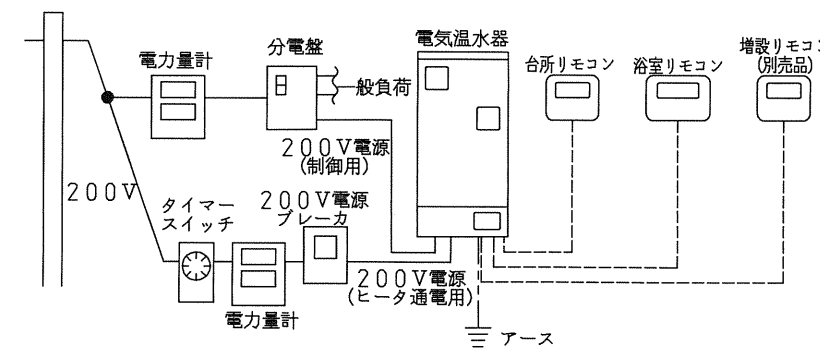 電力量計
分電盤
一般負荷
電気温水器
台所リモコン
浴室リモコン
増設リモコン
(別売品)
200V電源
(制御用)
200V
タイマー
スイッチ
200V電源
ブレーカ
電力量計
200V電源
(ヒータ通電用)
アース